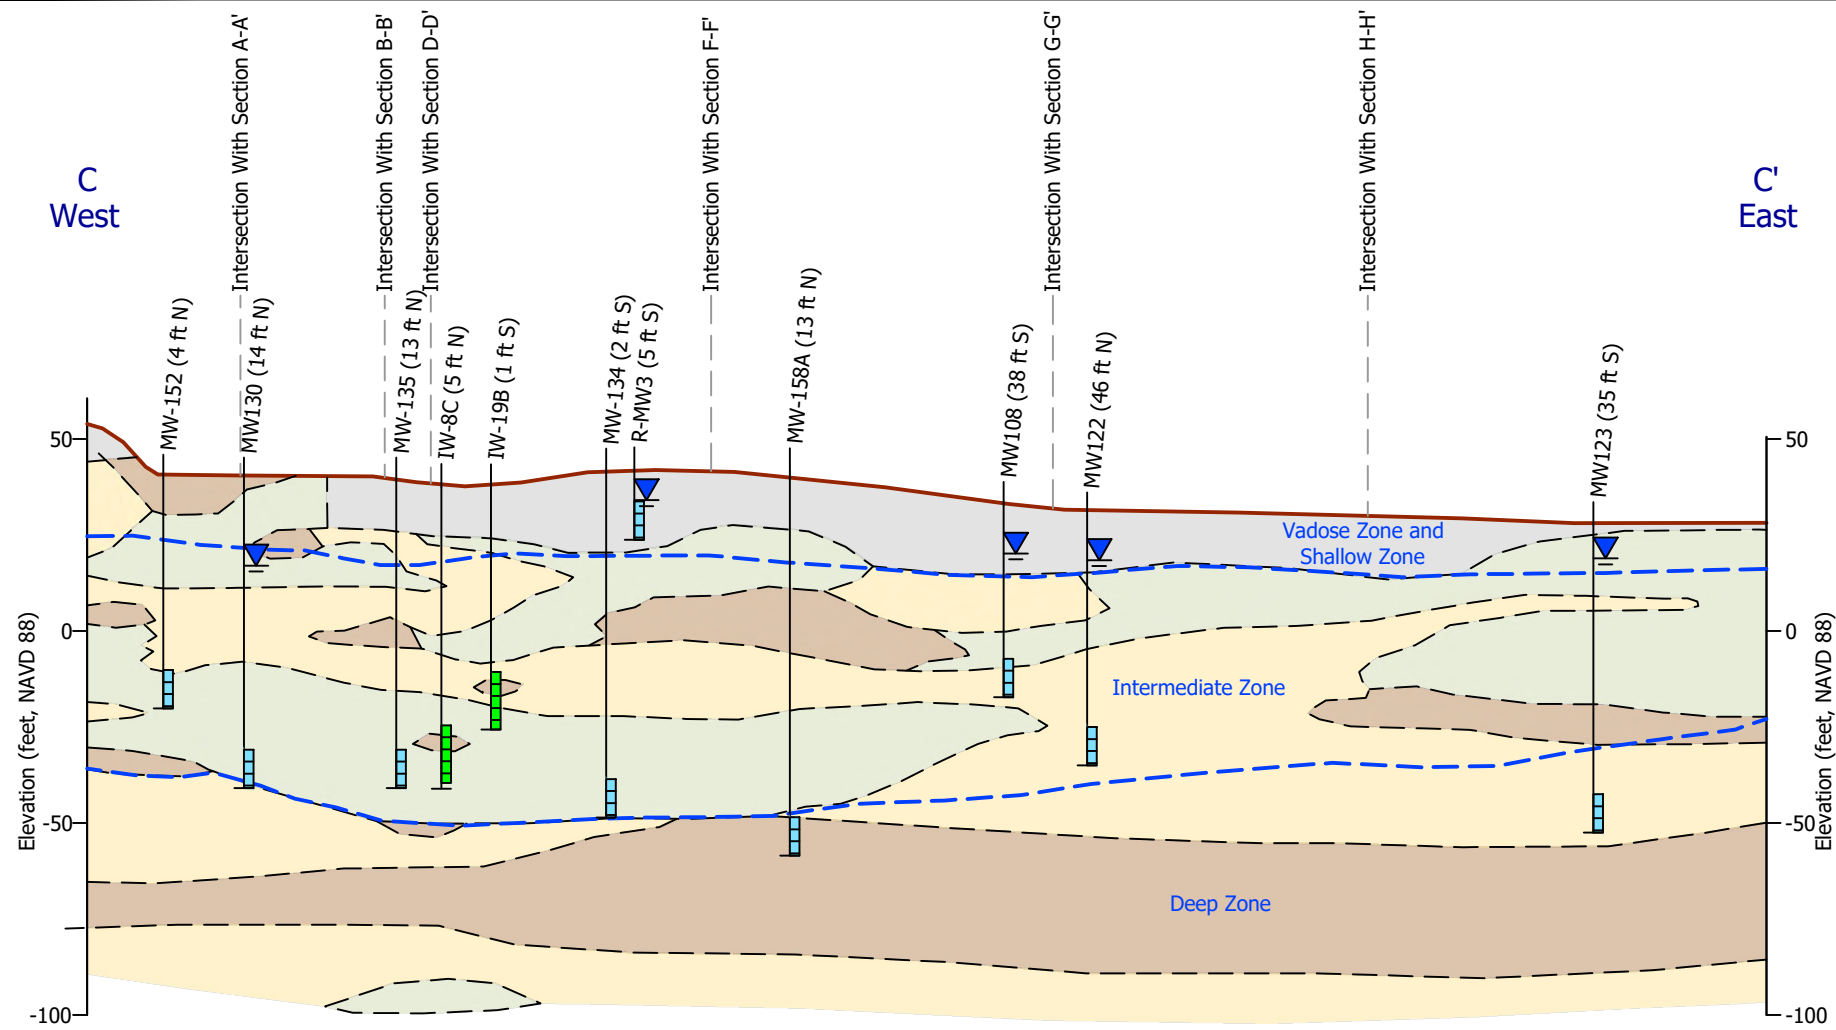 Intersection With Section A-A'
Intersection With Section B-B'
Intersection With Section D-D'
Intersection With Section F-F'
Intersection With Section G-G'
Intersection With Section H-H'
C
West
C'
East
MW-152 (4 ft N)
MW130 (14 ft N)
MW-135 (13 ft N)
IW-8C (5 ft N)
IW-19B (1 ft S)
MW-134 (2 ft S)
R-MW3 (5 ft S)
MW-158A (13 ft N)
MW108 (38 ft S)
MW122 (46 ft N)
MW123 (35 ft S)
50
0
-50
-100
Elevation (feet, NAVD 88)
Vadose Zone and
Shallow Zone
Intermediate Zone
Deep Zone
50
0
-50
-100
Elevation (feet, NAVD 88)